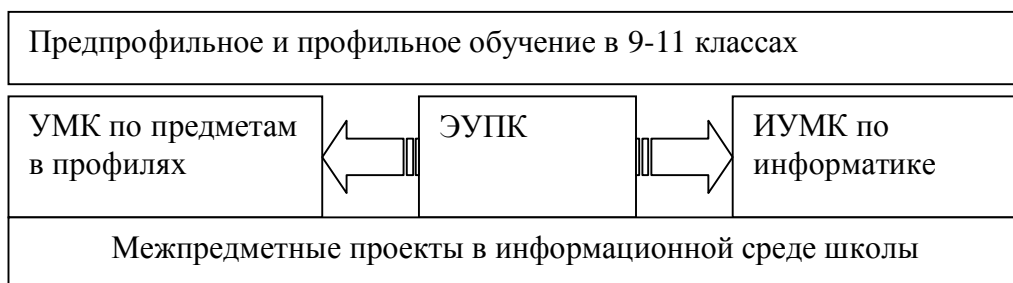 Предпрофильное и профильное обучение в 9-11 классах
УМК по предметам
в профилях
ЭУПК
ИУМК по
информатике
Межпредметные проекты в информационной среде школы